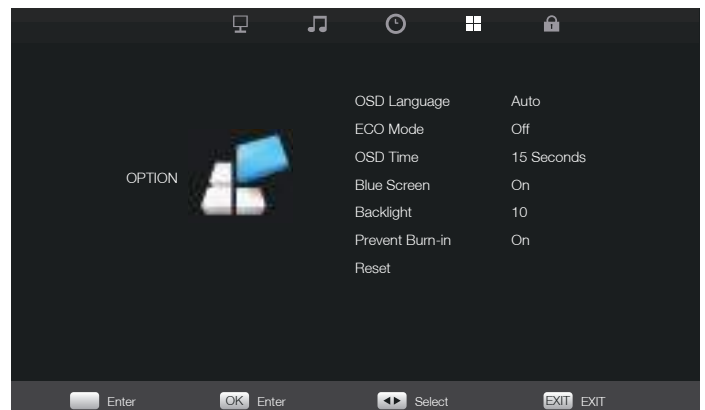 OPTION
OSD Language Auto
ECO Mode Off
OSD Time 15 Seconds
Blue Screen On
Backlight 10
Prevent Burn-in On
Reset
Enter OK Enter Select EXIT EXIT